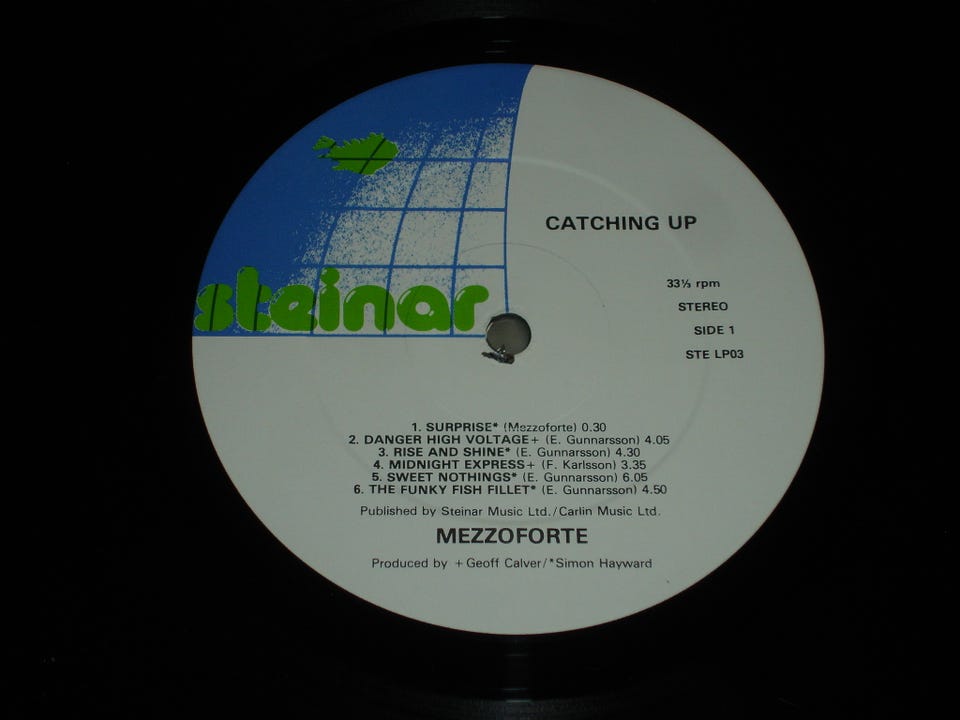 steinar
CATCHING UP
33⅓ rpm
STEREO
SIDE 1
STE LP03
1. SURPRISE* (Mezzoforte) 0.30
2. DANGER HIGH VOLTAGE+ (E. Gunnarsson) 4.05
3. RISE AND SHINE* (E. Gunnarsson) 4.30
4. MIDNIGHT EXPRESS+ (F. Karlsson) 3.35
5. SWEET NOTHINGS* (E. Gunnarsson) 6.05
6. THE FUNKY FISH FILLET* (E. Gunnarsson) 4.50
Published by Steinar Music Ltd./Carlin Music Ltd.
MEZZOFORTE
Produced by +Geoff Calver/*Simon Hayward